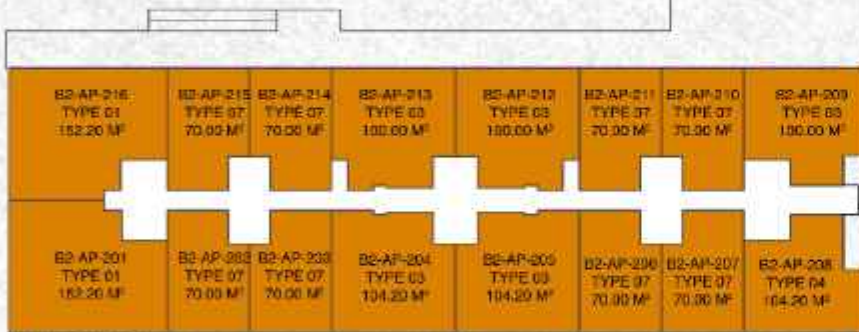 B2-AP-216
TYPE 01
152.20 M²
B2-AP-215
TYPE 07
70.00 M²
B2-AP-214
TYPE 07
70.00 M²
B2-AP-213
TYPE 03
100.00 M²
B2-AP-212
TYPE 03
100.00 M²
B2-AP-211
TYPE 07
70.00 M²
B2-AP-210
TYPE 07
70.00 M²
B2-AP-209
TYPE 03
100.00 M²
B2-AP-201
TYPE 01
152.20 M²
B2-AP-202
TYPE 07
70.00 M²
B2-AP-203
TYPE 07
70.00 M²
B2-AP-204
TYPE 03
104.20 M²
B2-AP-205
TYPE 03
104.20 M²
B2-AP-206
TYPE 07
70.00 M²
B2-AP-207
TYPE 07
70.00 M²
B2-AP-208
TYPE 04
104.20 M²